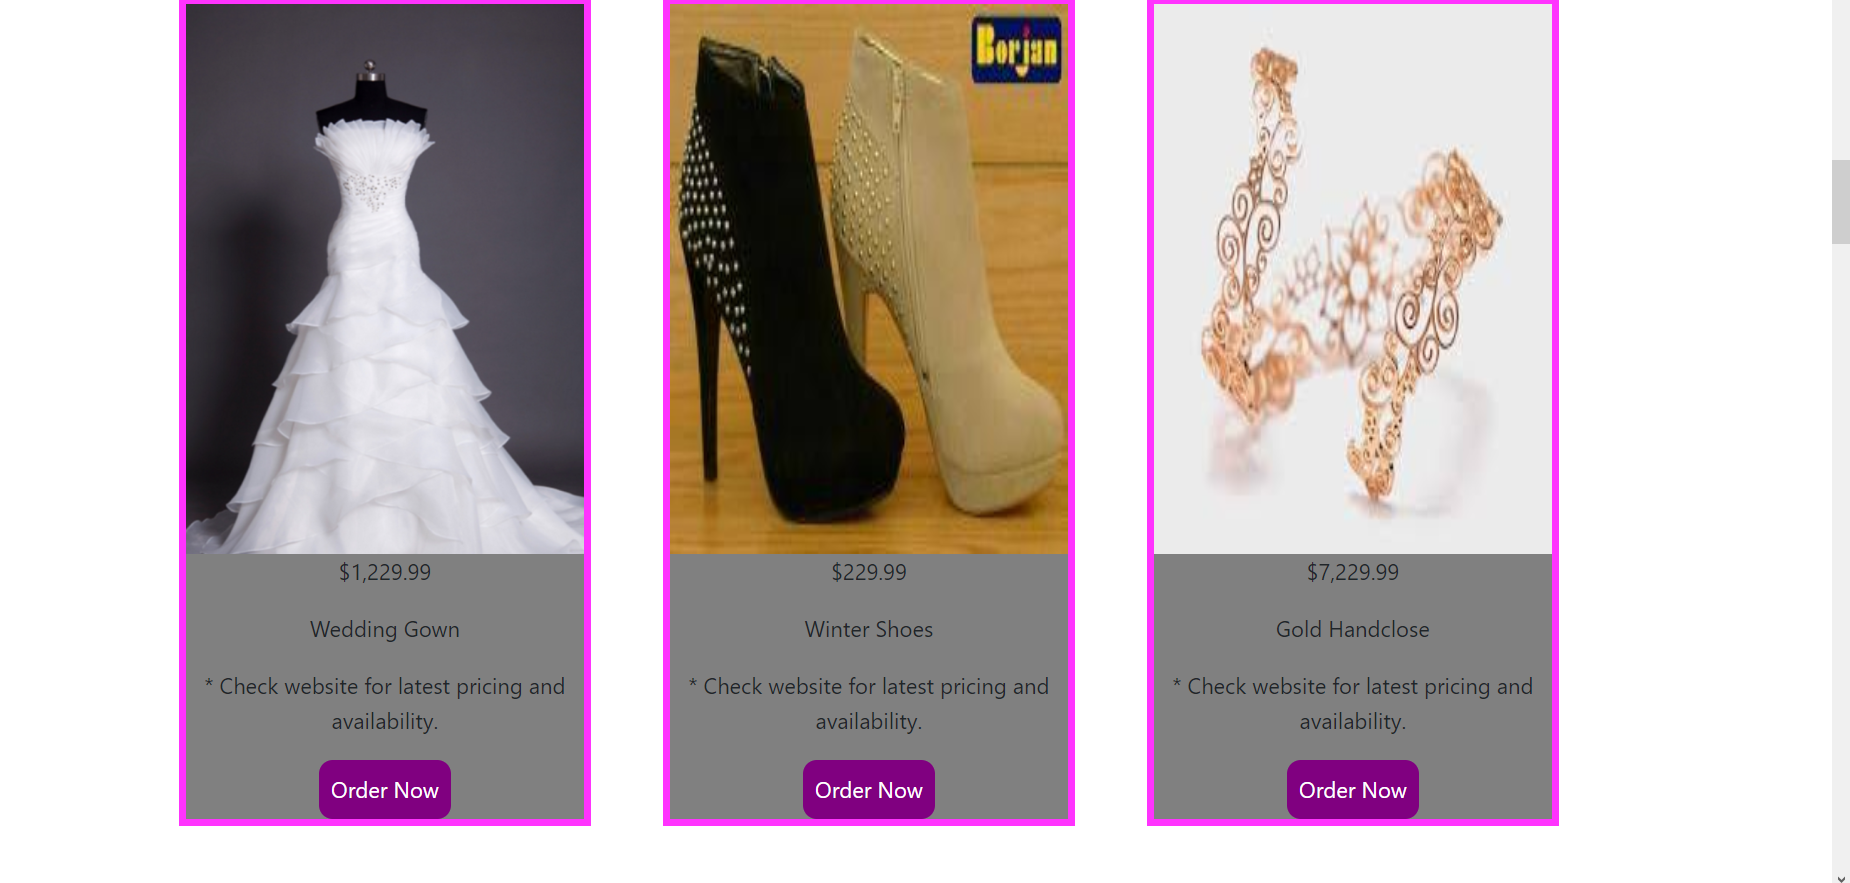 Borjan
$1,229.99
Wedding Gown
* Check website for latest pricing and
availability.
Order Now
$229.99
Winter Shoes
* Check website for latest pricing and
availability.
Order Now
$7,229.99
Gold Handclose
* Check website for latest pricing and
availability.
Order Now